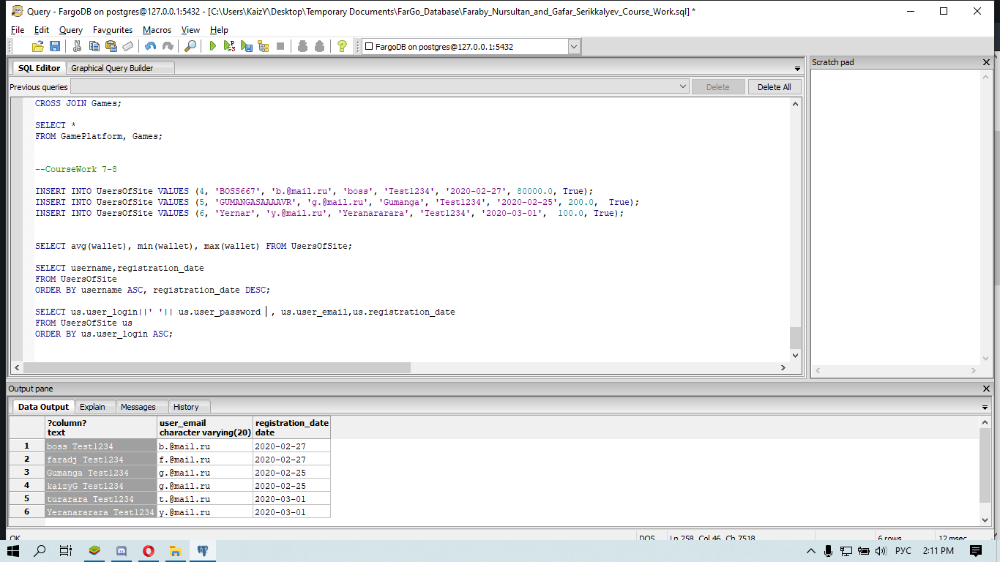 Query - FargoDB on postgres@127.0.0.1:5432 - [C:\Users\KaizY\Desktop\Temporary Documents\FarGo_Database\Faraby_Nursultan_and_Gafar_Serikkalyev_Course_Work.sql] *
File Edit Query Favourites Macros View Help
FargoDB on postgres@127.0.0.1:5432
SQL Editor Graphical Query Builder
Scratch pad
Previous queries Delete Delete All
CROSS JOIN Games;
SELECT *
FROM GamePlatform, Games;
--CourseWork 7-8
INSERT INTO UsersOfSite VALUES (4, 'BOSS667', 'b.@mail.ru', 'boss', 'Test1234', '2020-02-27', 80000.0, True);
INSERT INTO UsersOfSite VALUES (5, 'GUMANGASAAAAVR', 'g.@mail.ru', 'Gumanga', 'Test1234', '2020-02-25', 200.0,  True);
INSERT INTO UsersOfSite VALUES (6, 'Yernar', 'y.@mail.ru', 'Yeranararara', 'Test1234', '2020-03-01',  100.0, True);
SELECT avg(wallet), min(wallet), max(wallet) FROM UsersOfSite;
SELECT username,registration_date
FROM UsersOfSite
ORDER BY username ASC, registration_date DESC;
SELECT us.user_login||' '|| us.user_password  , us.user_email,us.registration_date
FROM UsersOfSite us
ORDER BY us.user_login ASC;
Output pane
Data Output Explain Messages History
?column? user_email registration_date
text character varying(20) date
1 boss Test1234 b.@mail.ru 2020-02-27
2 faradj Test1234 f.@mail.ru 2020-02-27
3 Gumanga Test1234 g.@mail.ru 2020-02-25
4 kaizyG Test1234 g.@mail.ru 2020-02-25
5 turarara Test1234 t.@mail.ru 2020-03-01
6 Yeranararara Test1234 y.@mail.ru 2020-03-01
OK DOS Ln 258, Col 46, Ch 7518 6 rows 12 msec
РУС 2:11 PM